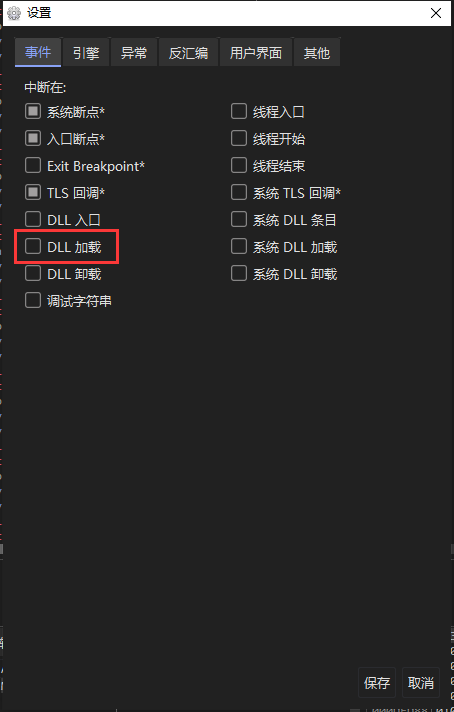 设置
事件 引擎 异常 反汇编 用户界面 其他
中断在:
系统断点* 线程入口
入口断点* 线程开始
Exit Breakpoint* 线程结束
TLS 回调* 系统 TLS 回调*
DLL 入口 系统 DLL 条目
DLL 加载 系统 DLL 加载
DLL 卸载 系统 DLL 卸载
调试字符串
保存 取消